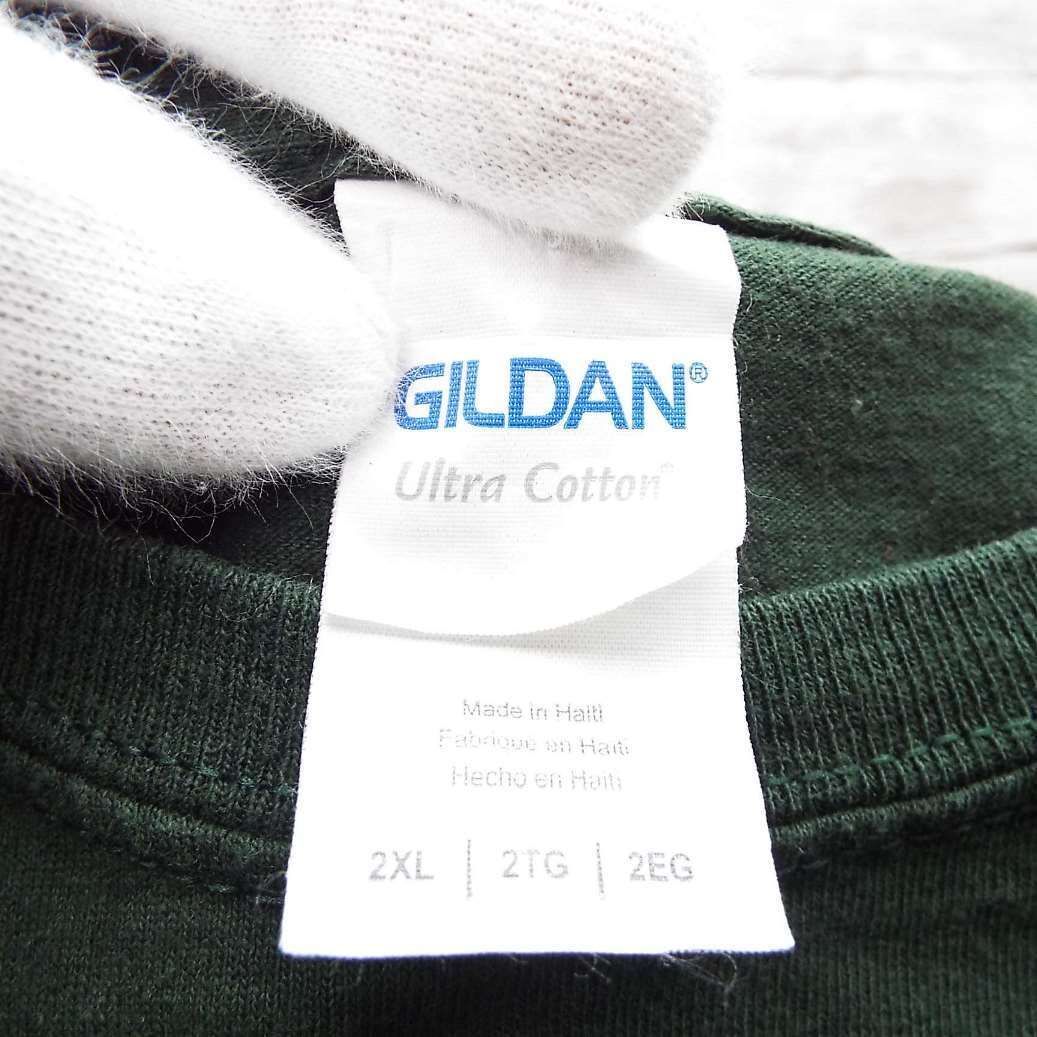 GILDAN®
Ultra Cotton®
Made in Haiti
Fabrique en Haiti
Hecho en Haiti
2XL | 2TG | 2EG